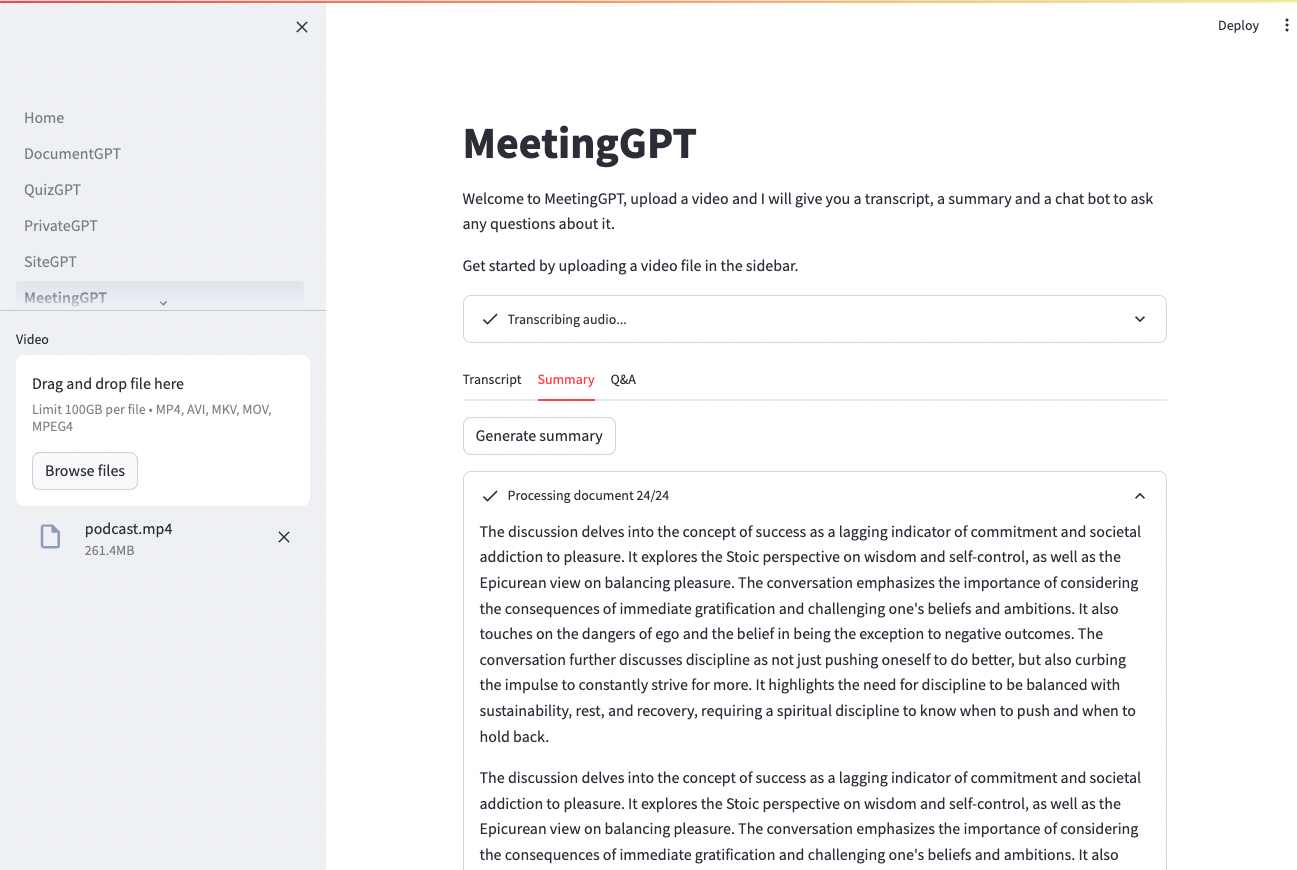 Deploy
Home
DocumentGPT
QuizGPT
PrivateGPT
SiteGPT
MeetingGPT
Video
Drag and drop file here
Limit 100GB per file • MP4, AVI, MKV, MOV,
MPEG4
Browse files
podcast.mp4
261.4MB
MeetingGPT
Welcome to MeetingGPT, upload a video and I will give you a transcript, a summary and a chat bot to ask
any questions about it.
Get started by uploading a video file in the sidebar.
Transcribing audio...
Transcript Summary Q&A
Generate summary
Processing document 24/24
The discussion delves into the concept of success as a lagging indicator of commitment and societal
addiction to pleasure. It explores the Stoic perspective on wisdom and self-control, as well as the
Epicurean view on balancing pleasure. The conversation emphasizes the importance of considering
the consequences of immediate gratification and challenging one's beliefs and ambitions. It also
touches on the dangers of ego and the belief in being the exception to negative outcomes. The
conversation further discusses discipline as not just pushing oneself to do better, but also curbing
the impulse to constantly strive for more. It highlights the need for discipline to be balanced with
sustainability, rest, and recovery, requiring a spiritual discipline to know when to push and when to
hold back.
The discussion delves into the concept of success as a lagging indicator of commitment and societal
addiction to pleasure. It explores the Stoic perspective on wisdom and self-control, as well as the
Epicurean view on balancing pleasure. The conversation emphasizes the importance of considering
the consequences of immediate gratification and challenging one's beliefs and ambitions. It also